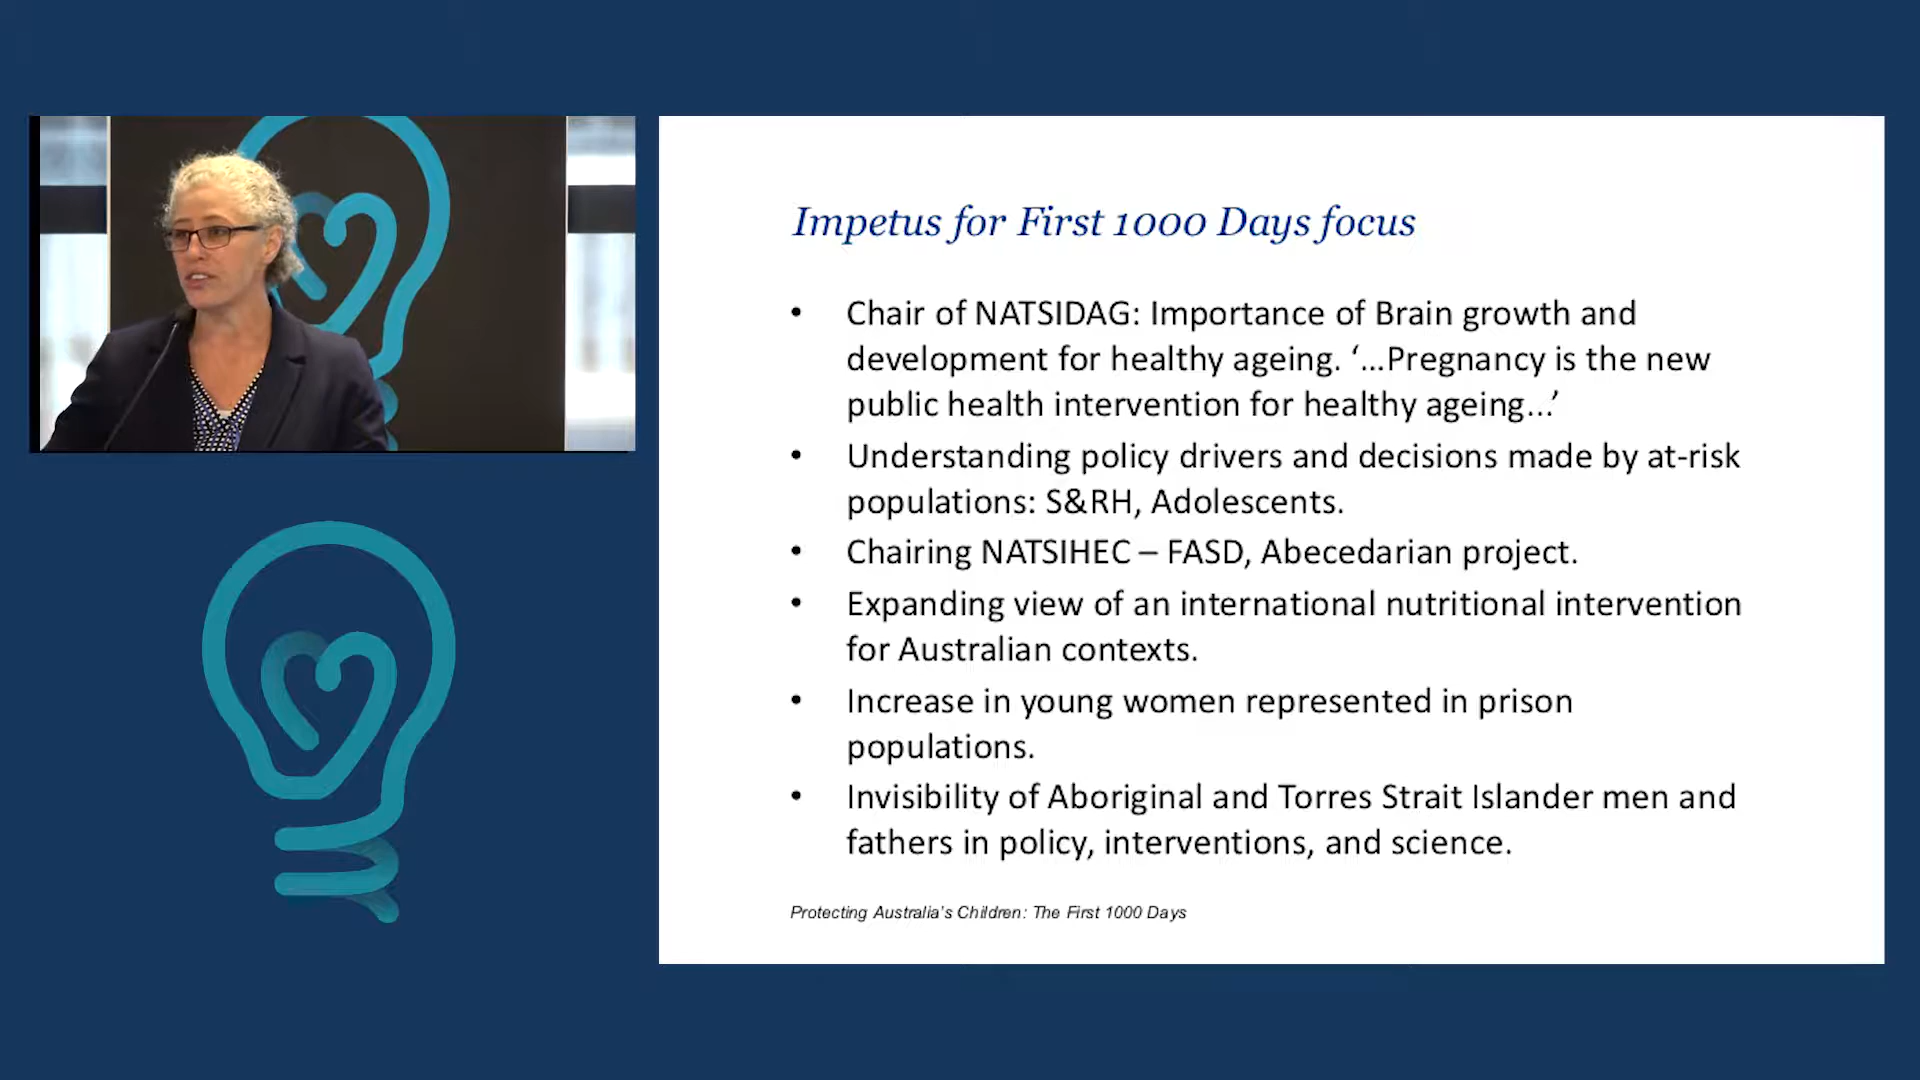 Impetus for First 1000 Days focus
• Chair of NATSIDAG: Importance of Brain growth and
development for healthy ageing. ‘...Pregnancy is the new
public health intervention for healthy ageing...’
• Understanding policy drivers and decisions made by at-risk
populations: S&RH, Adolescents.
• Chairing NATSIHEC – FASD, Abecedarian project.
• Expanding view of an international nutritional intervention
for Australian contexts.
• Increase in young women represented in prison
populations.
• Invisibility of Aboriginal and Torres Strait Islander men and
fathers in policy, interventions, and science.
Protecting Australia's Children: The First 1000 Days